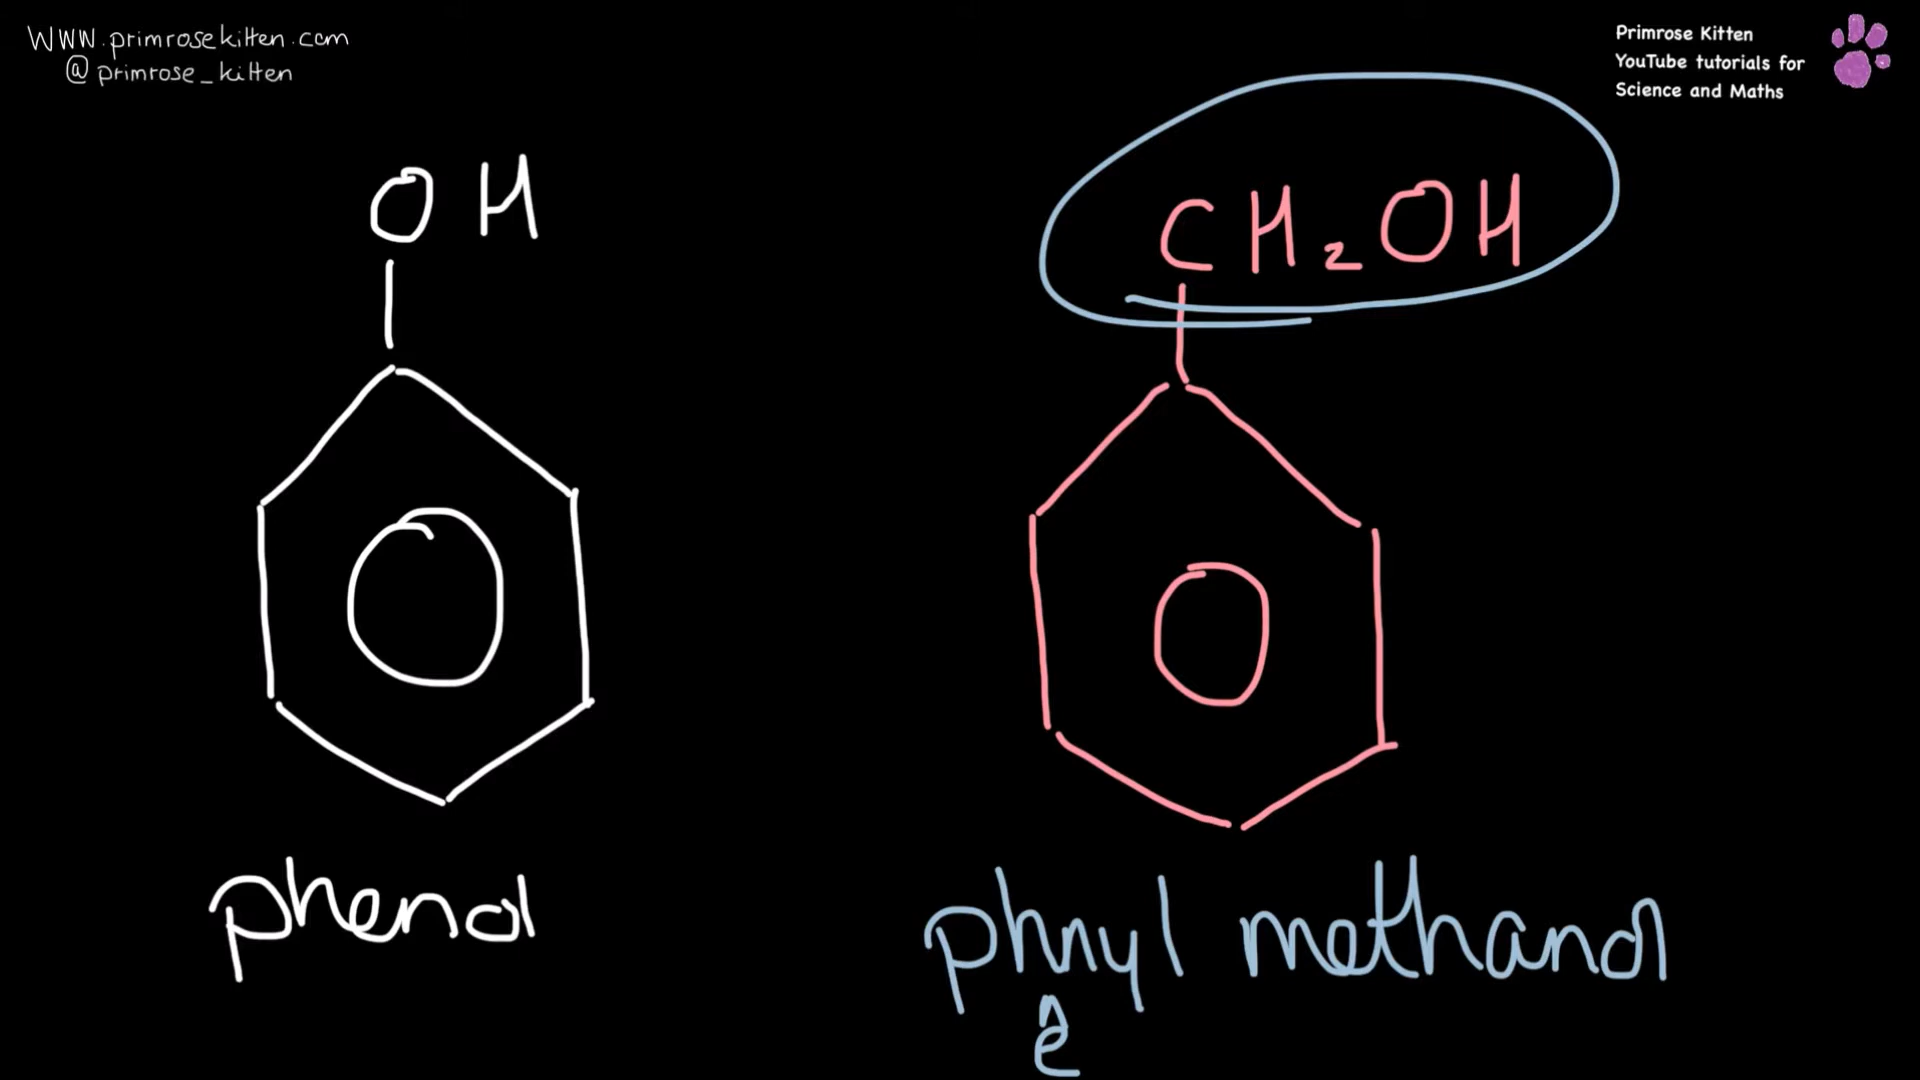 www.primrosekitten.com
@primrose_kitten
Primrose Kitten
YouTube tutorials for
Science and Maths
OH
CH₂OH
phenol
phnyl methanol
^
e